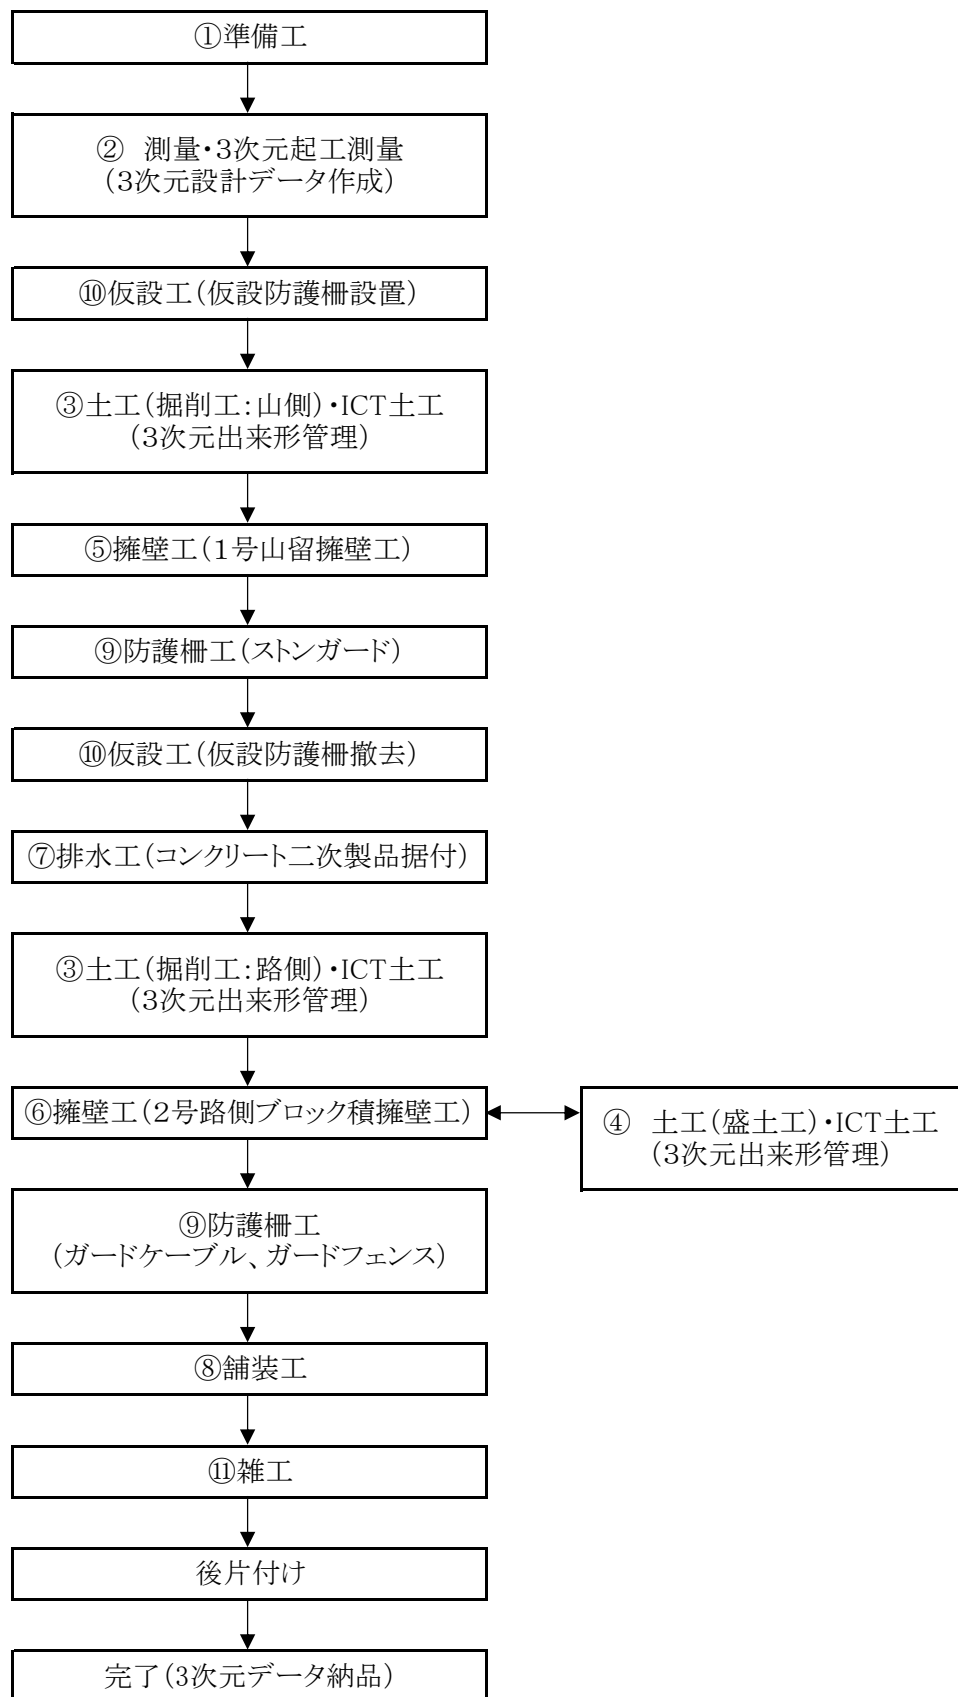 ①準備工
② 測量・3次元起工測量
(3次元設計データ作成)
⑩仮設工(仮設防護柵設置)
③土工(掘削工:山側)・ICT土工
(3次元出来形管理)
⑤擁壁工(1号山留擁壁工)
⑨防護柵工(ストンガード)
⑩仮設工(仮設防護柵撤去)
⑦排水工(コンクリート二次製品据付)
③土工(掘削工:路側)・ICT土工
(3次元出来形管理)
⑥擁壁工(2号路側ブロック積擁壁工)
④ 土工(盛土工)・ICT土工
(3次元出来形管理)
⑨防護柵工
(ガードケーブル、ガードフェンス)
⑧舗装工
⑪雑工
後片付け
完了(3次元データ納品)